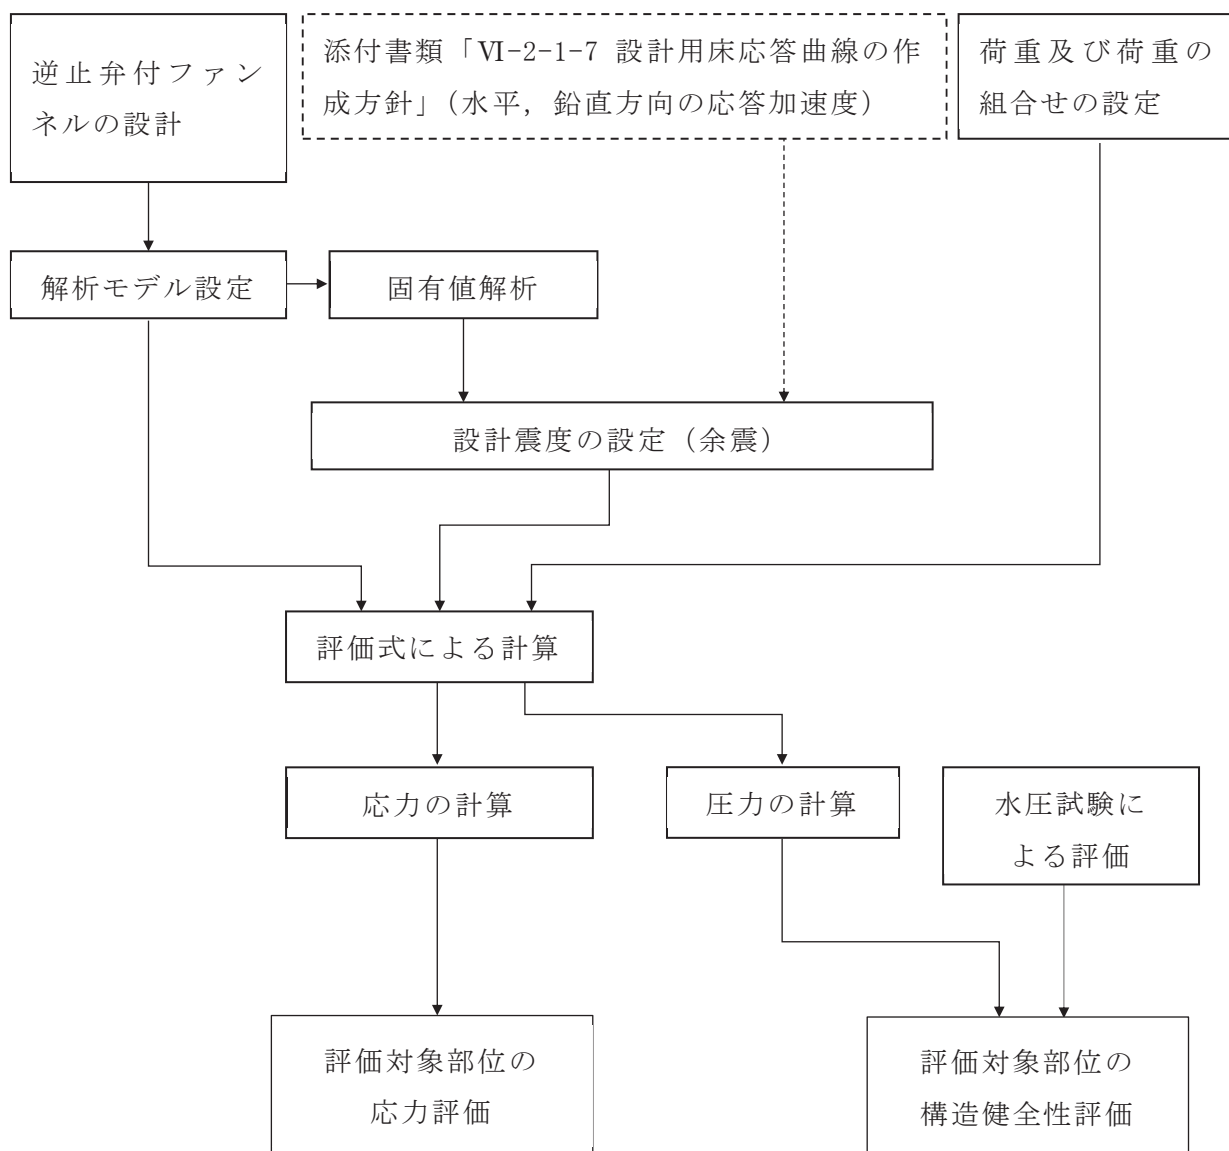 逆止弁付ファン
ネルの設計
添付書類「Ⅵ-2-1-7 設計用床応答曲線の作
成方針」(水平，鉛直方向の応答加速度)
荷重及び荷重の
組合せの設定
解析モデル設定
固有値解析
設計震度の設定（余震）
評価式による計算
応力の計算
圧力の計算
水圧試験に
よる評価
評価対象部位の
応力評価
評価対象部位の
構造健全性評価